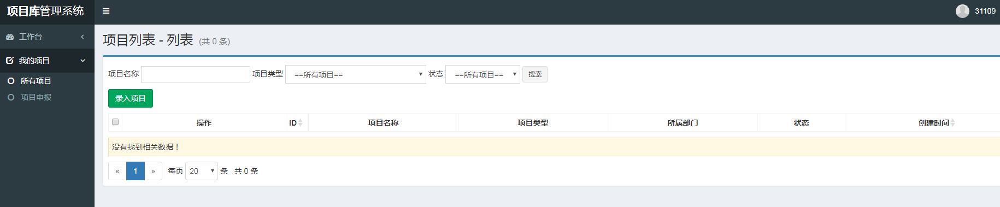 项目库管理系统
31109
工作台
我的项目
所有项目
项目申报
项目列表 - 列表 (共 0 条)
项目名称 项目类型 ==所有项目== 状态 ==所有项目== 搜索
录入项目
操作 ID 项目名称 项目类型 所属部门 状态 创建时间
没有找到相关数据！
« 1 » 每页 20 条 共 0 条